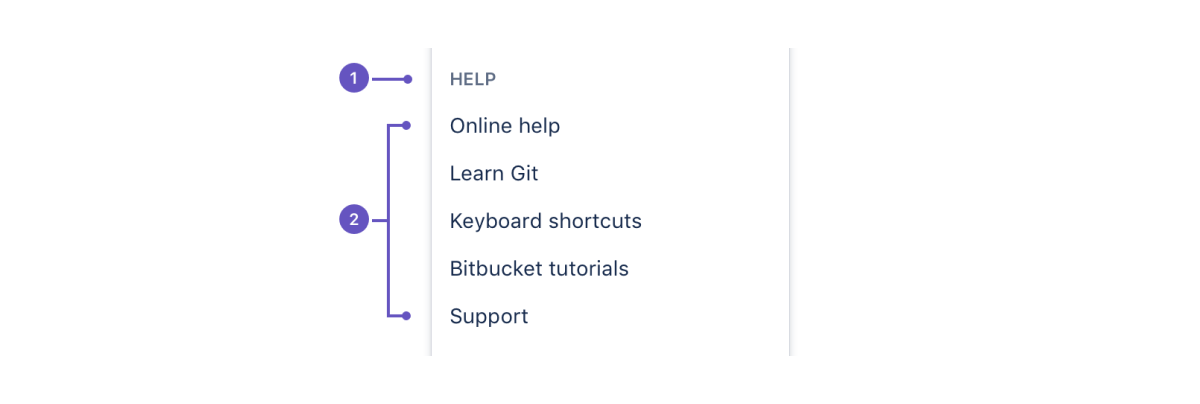 1 HELP
Online help
Learn Git
2 Keyboard shortcuts
Bitbucket tutorials
Support